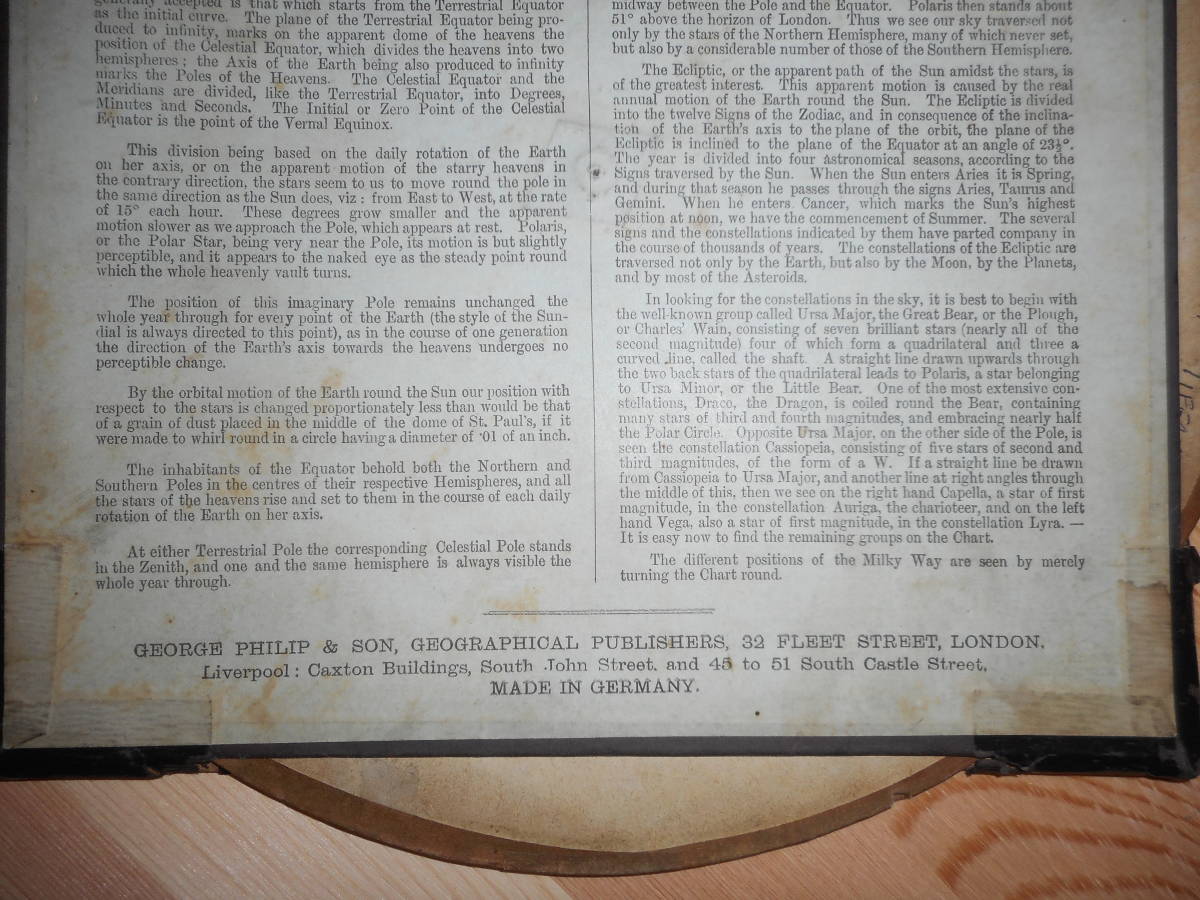 generally accepted is that which starts from the Terrestrial Equator
as the initial curve. The plane of the Terrestrial Equator being pro-
duced to infinity, marks on the apparent dome of the heavens the
position of the Celestial Equator, which divides the heavens into two
hemispheres; the Axis of the Earth being also produced to infinity
marks the Poles of the Heavens. The Celestial Equator and the
Meridians are divided, like the Terrestrial Equator, into Degrees,
Minutes and Seconds. The Initial or Zero Point of the Celestial
Equator is the point of the Vernal Equinox.
This division being based on the daily rotation of the Earth
on her axis, or on the apparent motion of the starry heavens in
the contrary direction, the stars seem to us to move round the pole in
the same direction as the Sun does, viz: from East to West, at the rate
of 15° each hour. These degrees grow smaller and the apparent
motion slower as we approach the Pole, which appears at rest. Polaris,
or the Polar Star, being very near the Pole, its motion is but slightly
perceptible, and it appears to the naked eye as the steady point round
which the whole heavenly vault turns.
The position of this imaginary Pole remains unchanged the
whole year through for every point of the Earth (the style of the Sun-
dial is always directed to this point), as in the course of one generation
the direction of the Earth's axis towards the heavens undergoes no
perceptible change.
By the orbital motion of the Earth round the Sun our position with
respect to the stars is changed proportionately less than would be that
of a grain of dust placed in the middle of the dome of St. Paul's, if it
were made to whirl round in a circle having a diameter of ·01 of an inch.
The inhabitants of the Equator behold both the Northern and
Southern Poles in the centres of their respective Hemispheres, and all
the stars of the heavens rise and set to them in the course of each daily
rotation of the Earth on her axis.
At either Terrestrial Pole the corresponding Celestial Pole stands
in the Zenith, and one and the same hemisphere is always visible the
whole year through.
midway between the Pole and the Equator. Polaris then stands about
51° above the horizon of London. Thus we see our sky traversed not
only by the stars of the Northern Hemisphere, many of which never set,
but also by a considerable number of those of the Southern Hemisphere.
The Ecliptic, or the apparent path of the Sun amidst the stars, is
of the greatest interest. This apparent motion is caused by the real
annual motion of the Earth round the Sun. The Ecliptic is divided
into the twelve Signs of the Zodiac, and in consequence of the inclina-
tion of the Earth's axis to the plane of the orbit, the plane of the
Ecliptic is inclined to the plane of the Equator at an angle of 23½°.
The year is divided into four Astronomical seasons, according to the
Signs traversed by the Sun. When the Sun enters Aries it is Spring,
and during that season he passes through the signs Aries, Taurus and
Gemini. When he enters Cancer, which marks the Sun's highest
position at noon, we have the commencement of Summer. The several
signs and the constellations indicated by them have parted company in
the course of thousands of years. The constellations of the Ecliptic are
traversed not only by the Earth, but also by the Moon, by the Planets,
and by most of the Asteroids.
In looking for the constellations in the sky, it is best to begin with
the well-known group called Ursa Major, the Great Bear, or the Plough,
or Charles' Wain, consisting of seven brilliant stars (nearly all of the
second magnitude) four of which form a quadrilateral and three a
curved line, called the shaft. A straight line drawn upwards through
the two back stars of the quadrilateral leads to Polaris, a star belonging
to Ursa Minor, or the Little Bear. One of the most extensive con-
stellations, Draco, the Dragon, is coiled round the Bear, containing
many stars of third and fourth magnitudes, and embracing nearly half
the Polar Circle. Opposite Ursa Major, on the other side of the Pole, is
seen the constellation Cassiopeia, consisting of five stars of second and
third magnitudes, of the form of a W. If a straight line be drawn
from Cassiopeia to Ursa Major, and another line at right angles through
the middle of this, then we see on the right hand Capella, a star of first
magnitude, in the constellation Auriga, the charioteer, and on the left
hand Vega, also a star of first magnitude, in the constellation Lyra. —
It is easy now to find the remaining groups on the Chart.
The different positions of the Milky Way are seen by merely
turning the Chart round.
GEORGE PHILIP & SON, GEOGRAPHICAL PUBLISHERS, 32 FLEET STREET, LONDON.
Liverpool: Caxton Buildings, South John Street, and 45 to 51 South Castle Street.
MADE IN GERMANY.